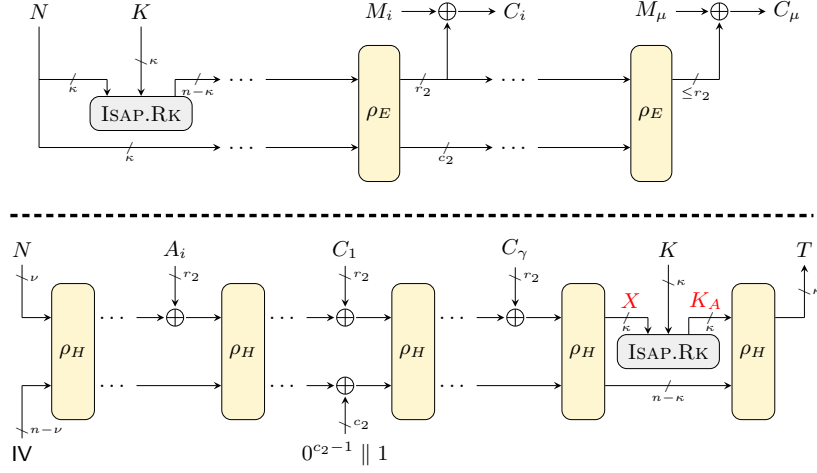 N K M_i C_i M_μ C_μ
κ
κ n−κ ··· r_2 ··· ≤r_2
ISAP.RK ρ_E ρ_E
κ ··· c_2 ···
N A_i C_1 C_γ K T
ν r_2 r_2 r_2 κ κ
X K_A
··· ··· ··· κ κ
ISAP.RK
ρ_H ρ_H ρ_H ρ_H ρ_H
··· ··· ··· n−κ
n−ν c_2
IV 0^{c_2−1} ∥ 1